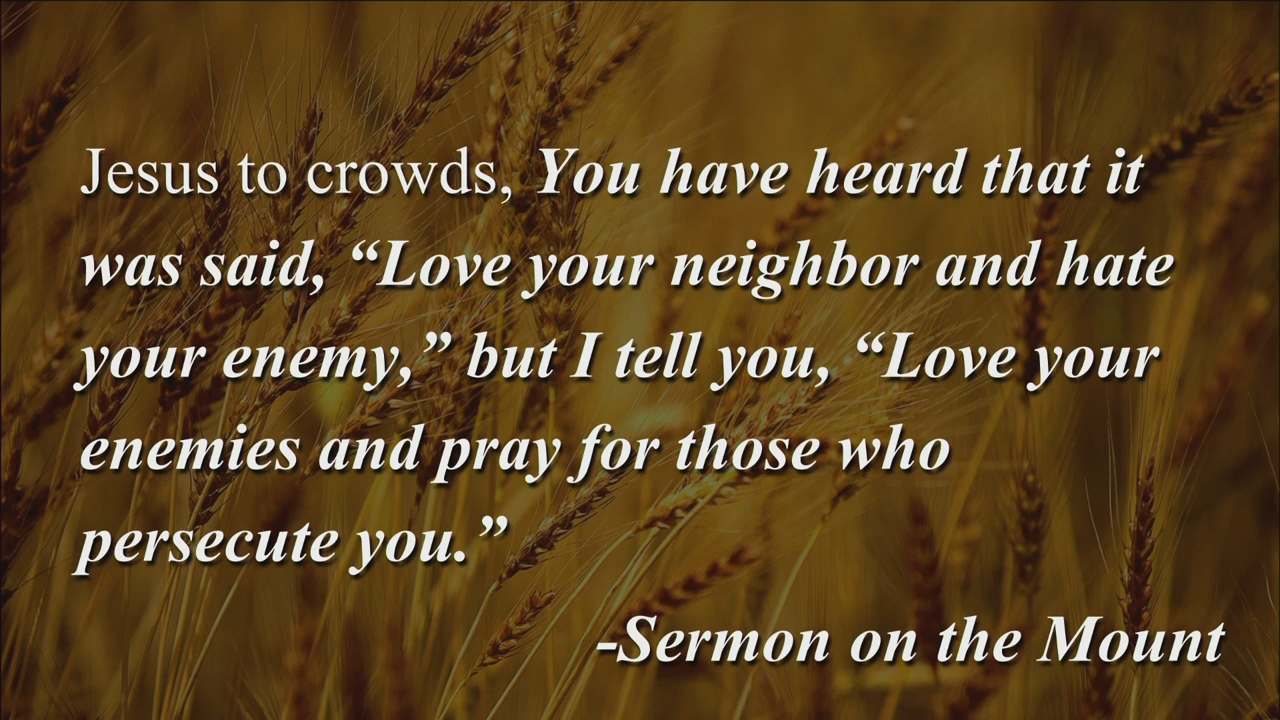 Jesus to crowds, You have heard that it
was said, “Love your neighbor and hate
your enemy,” but I tell you, “Love your
enemies and pray for those who
persecute you.”
-Sermon on the Mount